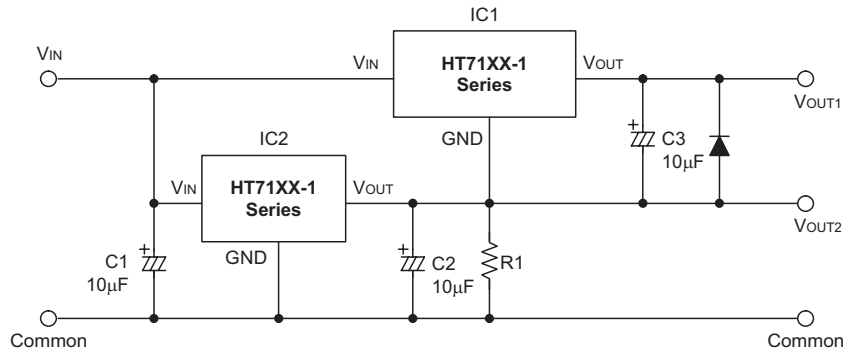 IC1
VIN
VIN
HT71XX-1
Series
VOUT
VOUT1
GND
C3
10µF
IC2
VIN
HT71XX-1
Series
VOUT
VOUT2
GND
C1
10µF
C2
10µF
R1
Common
Common